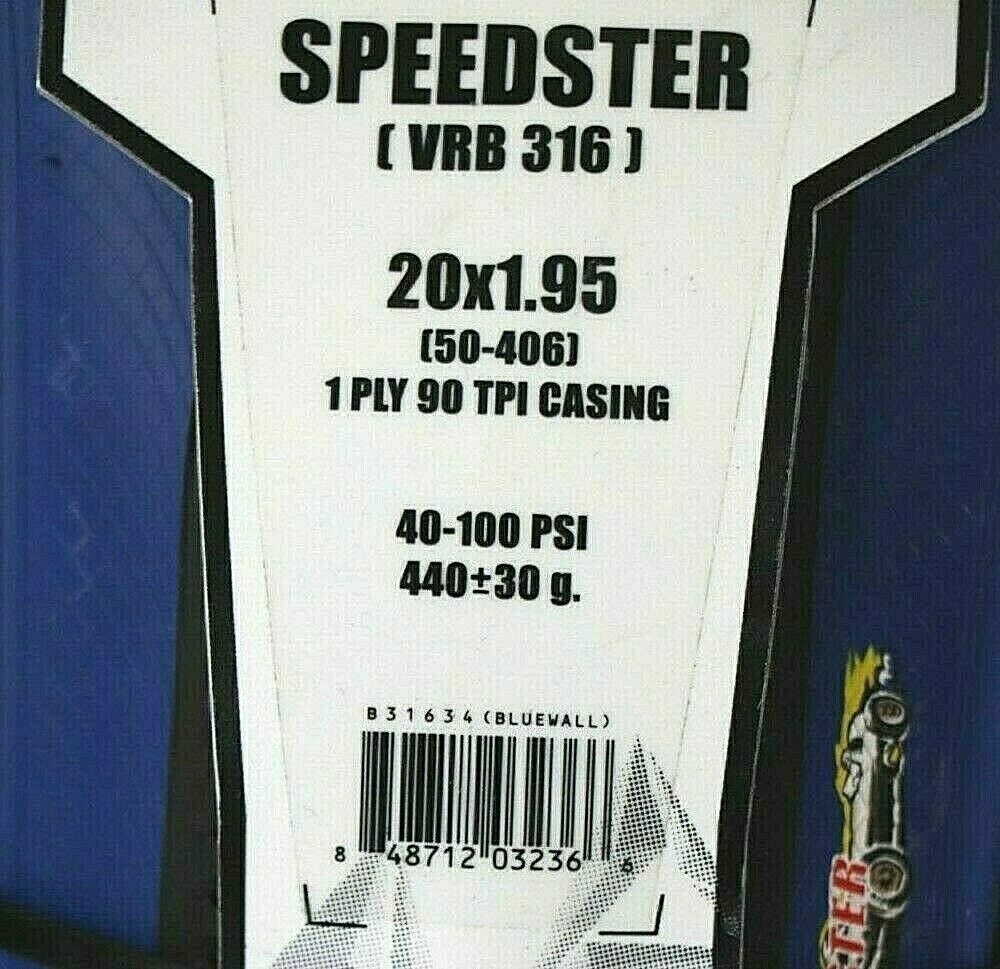 SPEEDSTER
( VRB 316 )
20x1.95
(50-406)
1 PLY 90 TPI CASING
40-100 PSI
440±30 g.
B31634(BLUEWALL)
8 48712 03236 6